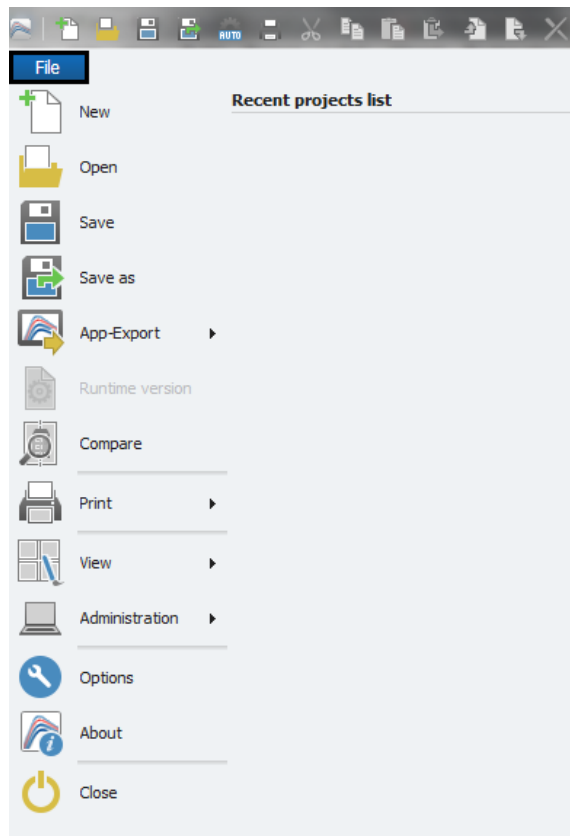 AUTO
File
Recent projects list
New
Open
Save
Save as
App-Export
Runtime version
Compare
Print
View
Administration
Options
About
Close